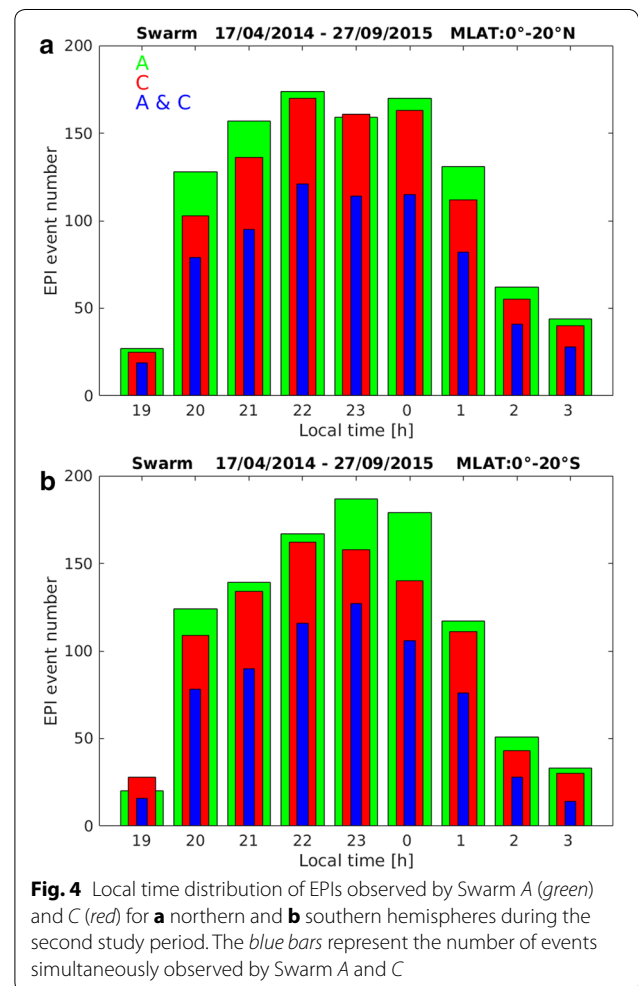 a
Swarm 17/04/2014 - 27/09/2015 MLAT:0°-20°N
A
C
A & C
EPI event number
200
150
100
50
0
19 20 21 22 23 0 1 2 3
Local time [h]
b
Swarm 17/04/2014 - 27/09/2015 MLAT:0°-20°S
EPI event number
200
150
100
50
0
19 20 21 22 23 0 1 2 3
Local time [h]
Fig. 4 Local time distribution of EPIs observed by Swarm A (green)
and C (red) for a northern and b southern hemispheres during the
second study period. The blue bars represent the number of events
simultaneously observed by Swarm A and C